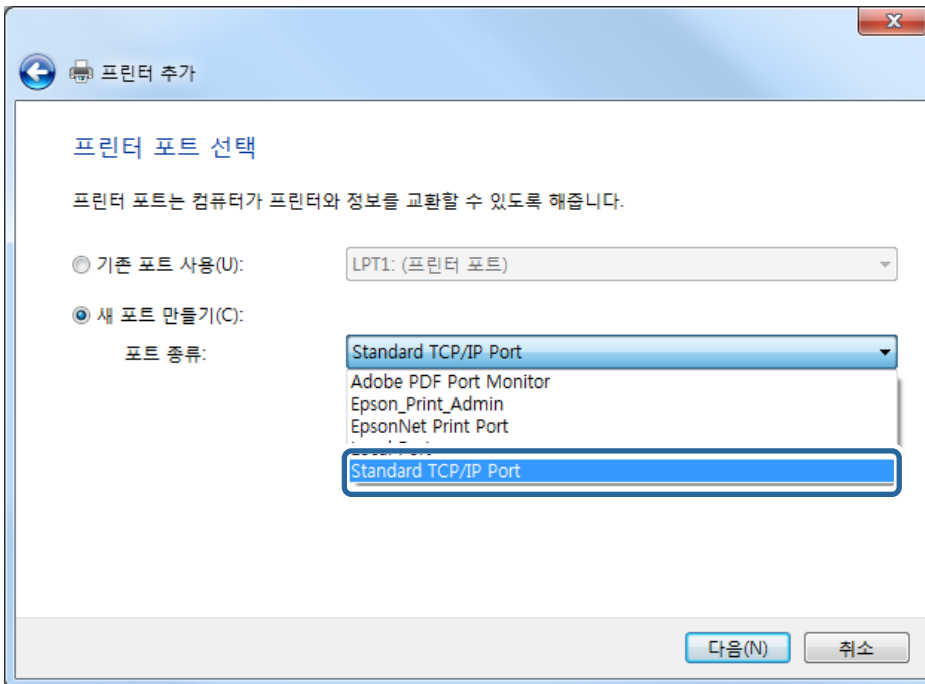 프린터 추가
프린터 포트 선택
프린터 포트는 컴퓨터가 프린터와 정보를 교환할 수 있도록 해줍니다.
기존 포트 사용(U): LPT1: (프린터 포트)
새 포트 만들기(C):
포트 종류: Standard TCP/IP Port
Adobe PDF Port Monitor
Epson_Print_Admin
EpsonNet Print Port
Standard TCP/IP Port
다음(N) 취소